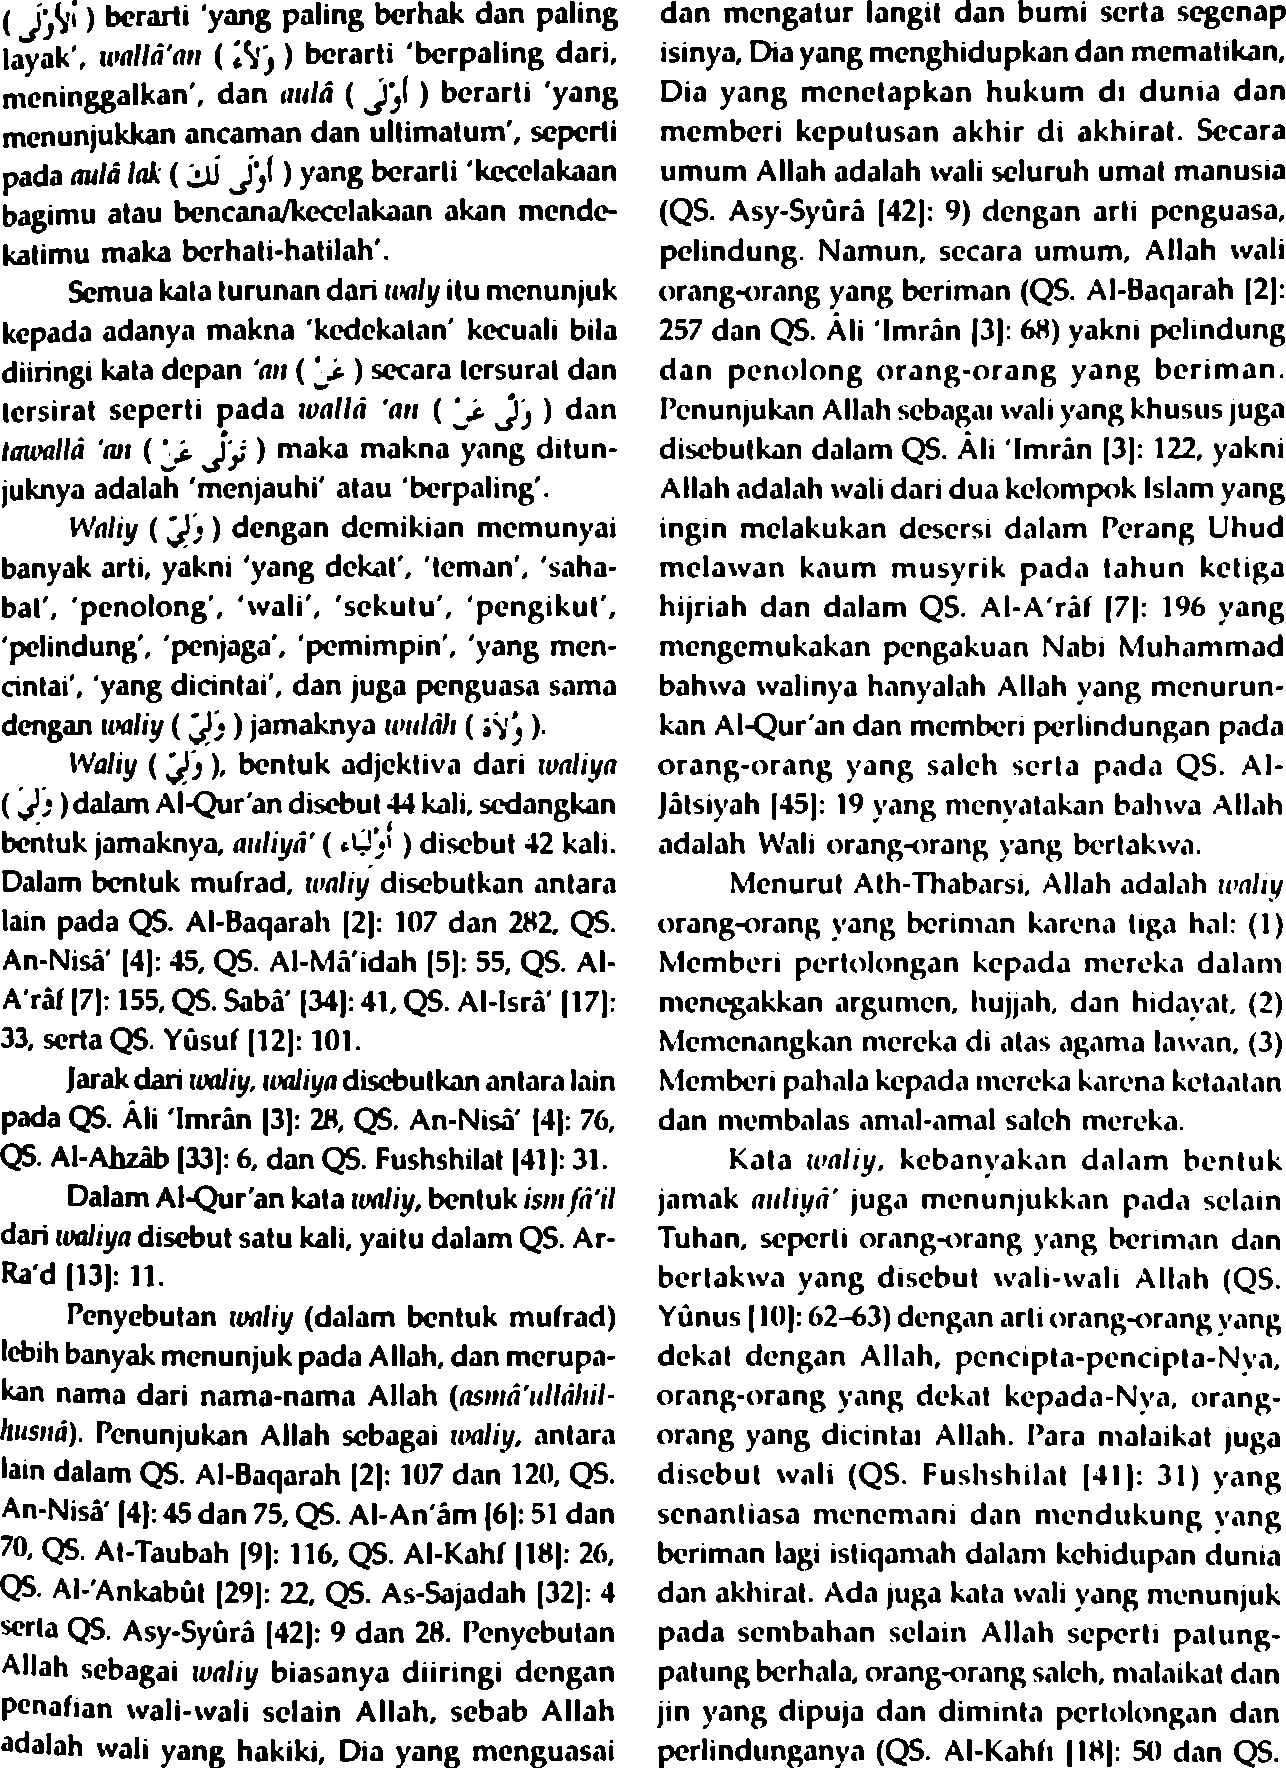 ( اَلْأَوْلَى ) berarti 'yang paling berhak dan paling
layak', wallâ'an ( وَلاَّءً ) berarti 'berpaling dari,
meninggalkan', dan aulâ ( أَوْلَى ) berarti 'yang
menunjukkan ancaman dan ultimatum', seperti
pada aulâ lak ( أَوْلَى لَكَ ) yang berarti 'kecelakaan
bagimu atau bencana/kecelakaan akan mende-
katimu maka berhati-hatilah'.
Semua kata turunan dari waly itu menunjuk
kepada adanya makna 'kedekatan' kecuali bila
diiringi kata depan 'an ( عَنْ ) secara tersurat dan
tersirat seperti pada wallâ 'an ( وَلَّى عَنْ ) dan
tawallâ 'an ( تَوَلَّى عَنْ ) maka makna yang ditun-
juknya adalah 'menjauhi' atau 'berpaling'.
Waliy ( وَلِيّ ) dengan demikian memunyai
banyak arti, yakni 'yang dekat', 'teman', 'saha-
bat', 'penolong', 'wali', 'sekutu', 'pengikut',
'pelindung', 'penjaga', 'pemimpin', 'yang men-
cintai', 'yang dicintai', dan juga penguasa sama
dengan waliy ( وَلِيّ ) jamaknya wulâh ( وُلاَة ).
Waliy ( وَلِيّ ), bentuk adjektiva dari waliya
( وَلِيَ ) dalam Al-Qur'an disebut 44 kali, sedangkan
bentuk jamaknya, auliyâ' ( أَوْلِيَاء ) disebut 42 kali.
Dalam bentuk mufrad, waliy disebutkan antara
lain pada QS. Al-Baqarah [2]: 107 dan 282, QS.
An-Nisâ' [4]: 45, QS. Al-Mâ'idah [5]: 55, QS. Al-
A'râf [7]: 155, QS. Sabâ' [34]: 41, QS. Al-Isrâ' [17]:
33, serta QS. Yûsuf [12]: 101.
Jarak dari waliy, waliya disebutkan antara lain
pada QS. Âli 'Imrân [3]: 28, QS. An-Nisâ' [4]: 76,
QS. Al-Ahzâb [33]: 6, dan QS. Fushshilat [41]: 31.
Dalam Al-Qur'an kata waliy, bentuk ism fâ'il
dari waliya disebut satu kali, yaitu dalam QS. Ar-
Ra'd [13]: 11.
Penyebutan waliy (dalam bentuk mufrad)
lebih banyak menunjuk pada Allah, dan merupa-
kan nama dari nama-nama Allah (asmâ'ullâhil-
husnâ). Penunjukan Allah sebagai waliy, antara
lain dalam QS. Al-Baqarah [2]: 107 dan 120, QS.
An-Nisâ' [4]: 45 dan 75, QS. Al-An'âm [6]: 51 dan
70, QS. At-Taubah [9]: 116, QS. Al-Kahf [18]: 26,
QS. Al-'Ankabût [29]: 22, QS. As-Sajadah [32]: 4
serta QS. Asy-Syûrâ [42]: 9 dan 28. Penyebutan
Allah sebagai waliy biasanya diiringi dengan
penafian wali-wali selain Allah, sebab Allah
adalah wali yang hakiki, Dia yang menguasai
dan mengatur langit dan bumi serta segenap
isinya, Dia yang menghidupkan dan mematikan,
Dia yang menetapkan hukum di dunia dan
memberi keputusan akhir di akhirat. Secara
umum Allah adalah wali seluruh umat manusia
(QS. Asy-Syûrâ [42]: 9) dengan arti penguasa,
pelindung. Namun, secara umum, Allah wali
orang-orang yang beriman (QS. Al-Baqarah [2]:
257 dan QS. Âli 'Imrân [3]: 68) yakni pelindung
dan penolong orang-orang yang beriman.
Penunjukan Allah sebagai wali yang khusus juga
disebutkan dalam QS. Âli 'Imrân [3]: 122, yakni
Allah adalah wali dari dua kelompok Islam yang
ingin melakukan desersi dalam Perang Uhud
melawan kaum musyrik pada tahun ketiga
hijriah dan dalam QS. Al-A'râf [7]: 196 yang
mengemukakan pengakuan Nabi Muhammad
bahwa walinya hanyalah Allah yang menurun-
kan Al-Qur'an dan memberi perlindungan pada
orang-orang yang saleh serta pada QS. Al-
Jâtsiyah [45]: 19 yang menyatakan bahwa Allah
adalah Wali orang-orang yang bertakwa.
Menurut Ath-Thabarsi, Allah adalah waliy
orang-orang yang beriman karena tiga hal: (1)
Memberi pertolongan kepada mereka dalam
menegakkan argumen, hujjah, dan hidayat, (2)
Memenangkan mereka di atas agama lawan, (3)
Memberi pahala kepada mereka karena ketaatan
dan membalas amal-amal saleh mereka.
Kata waliy, kebanyakan dalam bentuk
jamak auliyâ' juga menunjukkan pada selain
Tuhan, seperti orang-orang yang beriman dan
bertakwa yang disebut wali-wali Allah (QS.
Yûnus [10]: 62–63) dengan arti orang-orang yang
dekat dengan Allah, pencipta-pencipta-Nya,
orang-orang yang dekat kepada-Nya, orang-
orang yang dicintai Allah. Para malaikat juga
disebut wali (QS. Fushshilat [41]: 31) yang
senantiasa menemani dan mendukung yang
beriman lagi istiqamah dalam kehidupan dunia
dan akhirat. Ada juga kata wali yang menunjuk
pada sembahan selain Allah seperti patung-
patung berhala, orang-orang saleh, malaikat dan
jin yang dipuja dan diminta pertolongan dan
perlindunganya (QS. Al-Kahfi [18]: 50 dan QS.